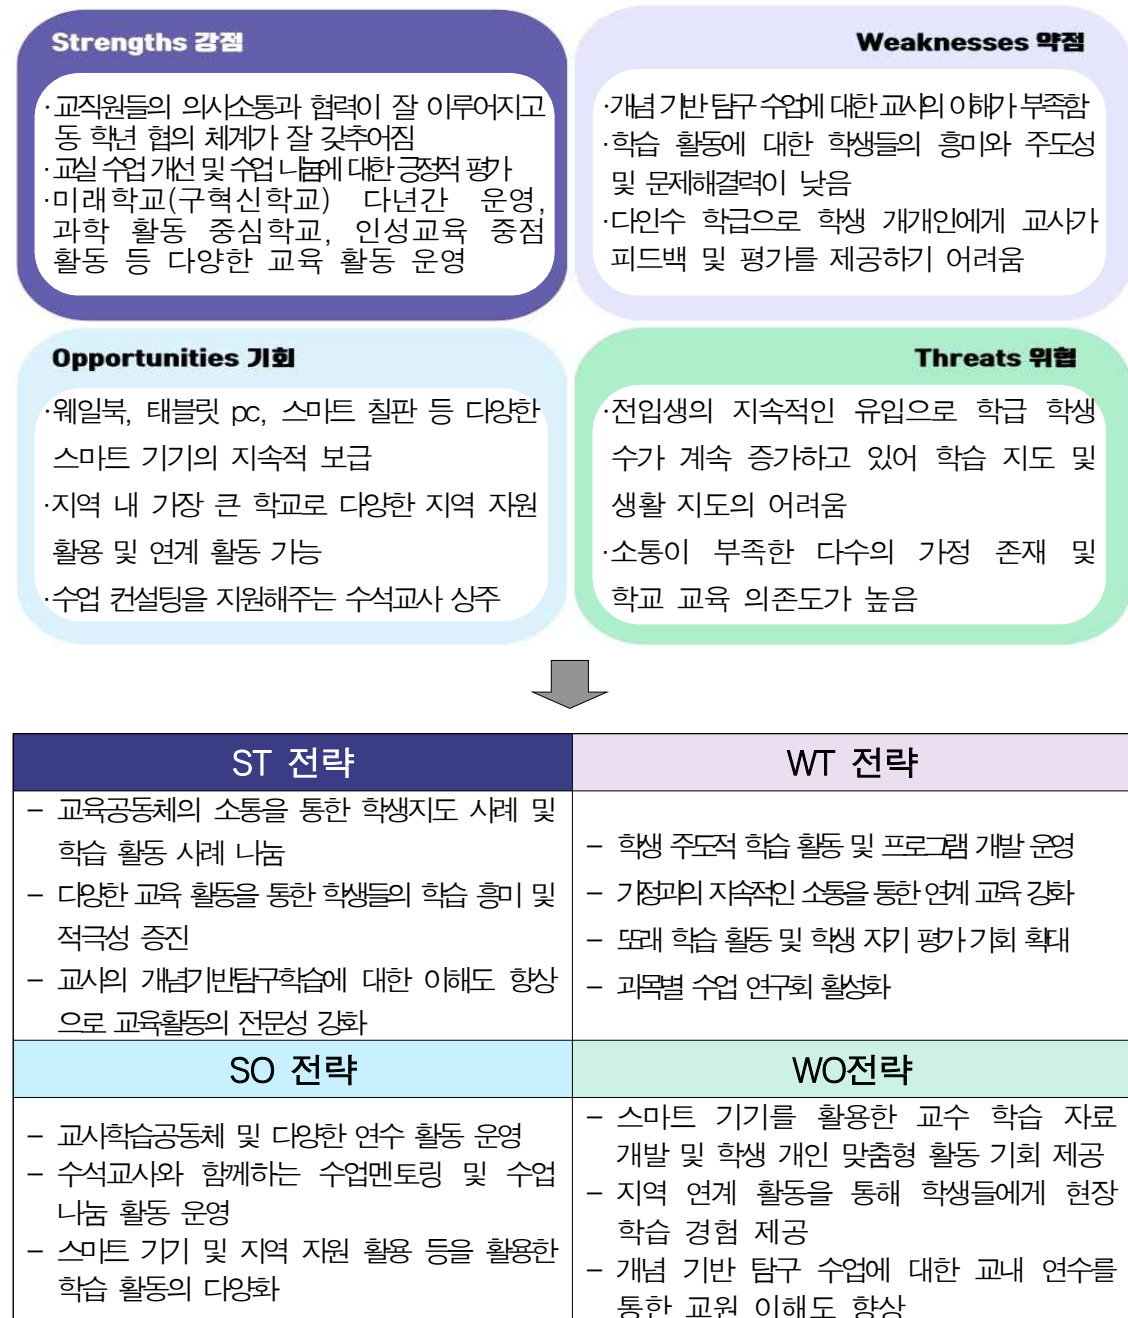 Strengths 강점
·교직원들의 의사소통과 협력이 잘 이루어지고
동 학년 협의 체계가 잘 갖추어짐
·교실 수업 개선 및 수업 나눔에 대한 긍정적 평가
·미래학교(구혁신학교) 다년간 운영,
과학 활동 중심학교, 인성교육 중점
활동 등 다양한 교육 활동 운영
Weaknesses 약점
·개념 기반 탐구 수업에 대한 교사의 이해가 부족함
·학습 활동에 대한 학생들의 흥미와 주도성
및 문제해결력이 낮음
·다인수 학급으로 학생 개개인에게 교사가
피드백 및 평가를 제공하기 어려움
Opportunities 기회
·웨일북, 태블릿 pc, 스마트 칠판 등 다양한
스마트 기기의 지속적 보급
·지역 내 가장 큰 학교로 다양한 지역 자원
활용 및 연계 활동 가능
·수업 컨설팅을 지원해주는 수석교사 상주
Threats 위협
·전입생의 지속적인 유입으로 학급 학생
수가 계속 증가하고 있어 학습 지도 및
생활 지도의 어려움
·소통이 부족한 다수의 가정 존재 및
학교 교육 의존도가 높음
ST 전략
– 교육공동체의 소통을 통한 학생지도 사례 및
학습 활동 사례 나눔
– 다양한 교육 활동을 통한 학생들의 학습 흥미 및
적극성 증진
– 교사의 개념기반탐구학습에 대한 이해도 향상
으로 교육활동의 전문성 강화
WT 전략
– 학생 주도적 학습 활동 및 프로그램 개발 운영
– 가정과의 지속적인 소통을 통한 연계 교육 강화
– 또래 학습 활동 및 학생 자기 평가 기회 확대
– 과목별 수업 연구회 활성화
SO 전략
– 교사학습공동체 및 다양한 연수 활동 운영
– 수석교사와 함께하는 수업멘토링 및 수업
나눔 활동 운영
– 스마트 기기 및 지역 자원 활용 등을 활용한
학습 활동의 다양화
WO전략
– 스마트 기기를 활용한 교수 학습 자료
개발 및 학생 개인 맞춤형 활동 기회 제공
– 지역 연계 활동을 통해 학생들에게 현장
학습 경험 제공
– 개념 기반 탐구 수업에 대한 교내 연수를
통한 교원 이해도 향상